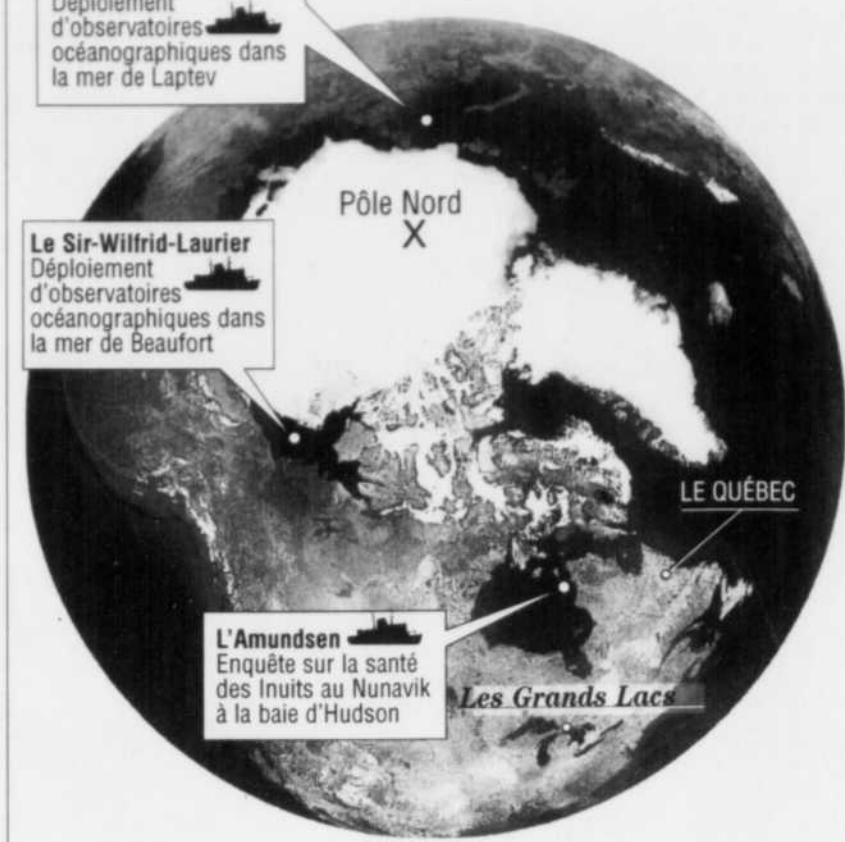 Déploiement
d'observatoires
océanographiques dans
la mer de Laptev
Pôle Nord
X
Le Sir-Wilfrid-Laurier
Déploiement
d'observatoires
océanographiques dans
la mer de Beaufort
LE QUÉBEC
L'Amundsen
Enquête sur la santé
des Inuits au Nunavik
à la baie d'Hudson
Les Grands Lacs